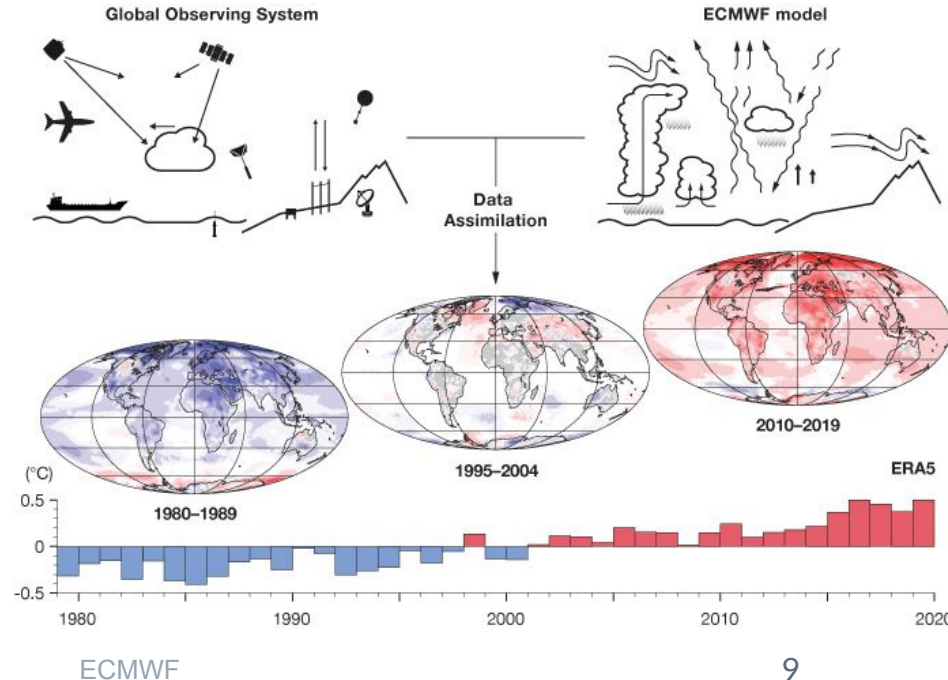 Global Observing System
ECMWF model
Data
Assimilation
2010–2019
1995–2004
1980–1989
ERA5
(°C)
0.5
0
-0.5
1980
1990
2000
2010
2020
ECMWF
9